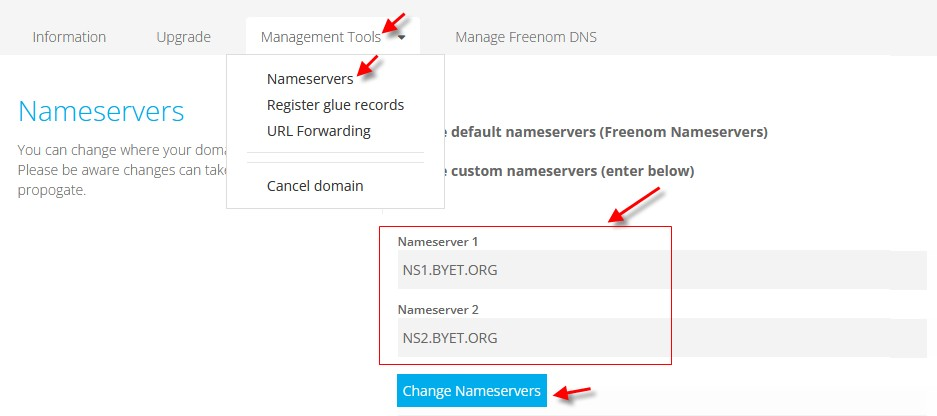 Information Upgrade Management Tools Manage Freenom DNS
Nameservers
Register glue records
URL Forwarding
Cancel domain
Nameservers
You can change where your doma
Please be aware changes can take
propogate.
e default nameservers (Freenom Nameservers)
e custom nameservers (enter below)
Nameserver 1
NS1.BYET.ORG
Nameserver 2
NS2.BYET.ORG
Change Nameservers